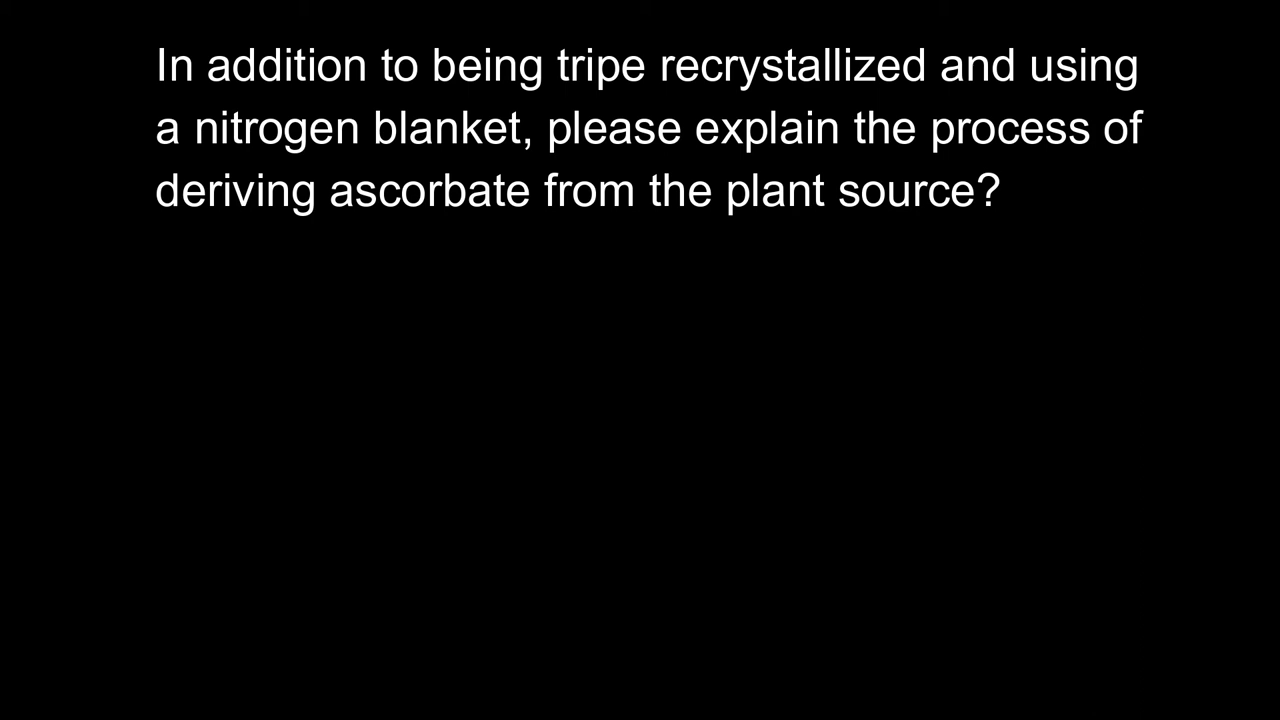 In addition to being tripe recrystallized and using
a nitrogen blanket, please explain the process of
deriving ascorbate from the plant source?